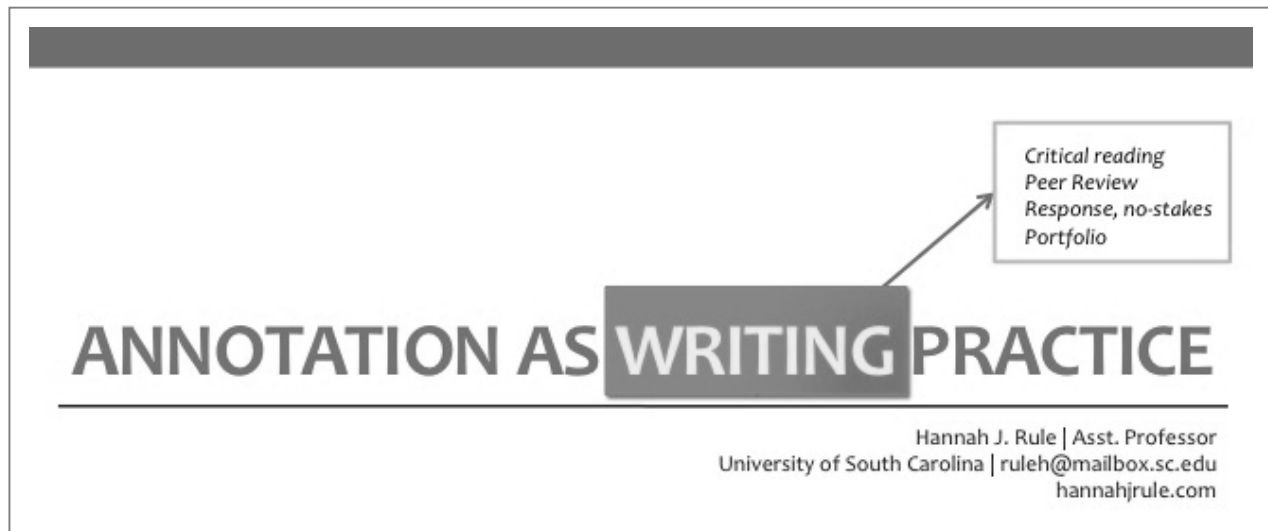 Critical reading
Peer Review
Response, no-stakes
Portfolio
ANNOTATION AS WRITING PRACTICE
Hannah J. Rule | Asst. Professor
University of South Carolina | ruleh@mailbox.sc.edu
hannahjrule.com